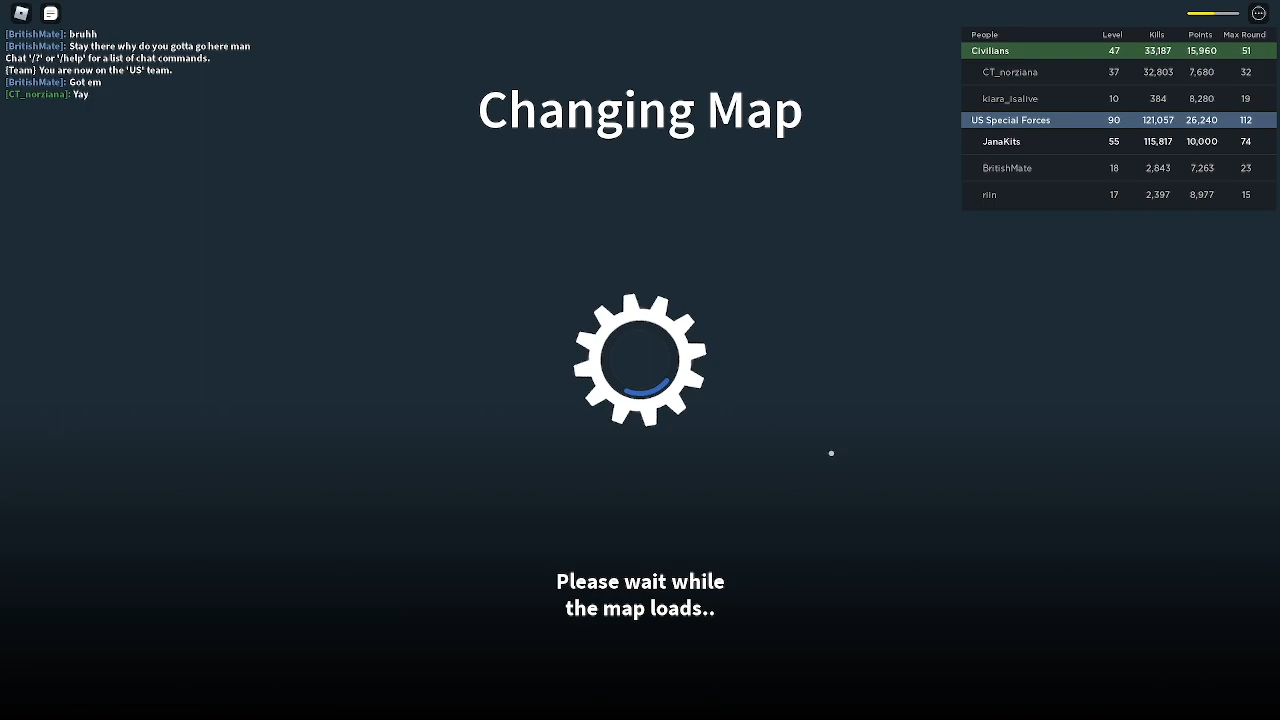 [BritishMate]: bruhh
[BritishMate]: Stay there why do you gotta go here man
Chat '/?' or '/help' for a list of chat commands.
{Team} You are now on the 'US' team.
[BritishMate]: Got em
[CT_norziana]: Yay
Changing Map
People Level Kills Points Max Round
Civilians 47 33,187 15,960 51
CT_norziana 37 32,803 7,680 32
kiara_isalive 10 384 8,280 19
US Special Forces 90 121,057 26,240 112
JanaKits 55 115,817 10,000 74
BritishMate 18 2,843 7,263 23
riin 17 2,397 8,977 15
Please wait while
the map loads..